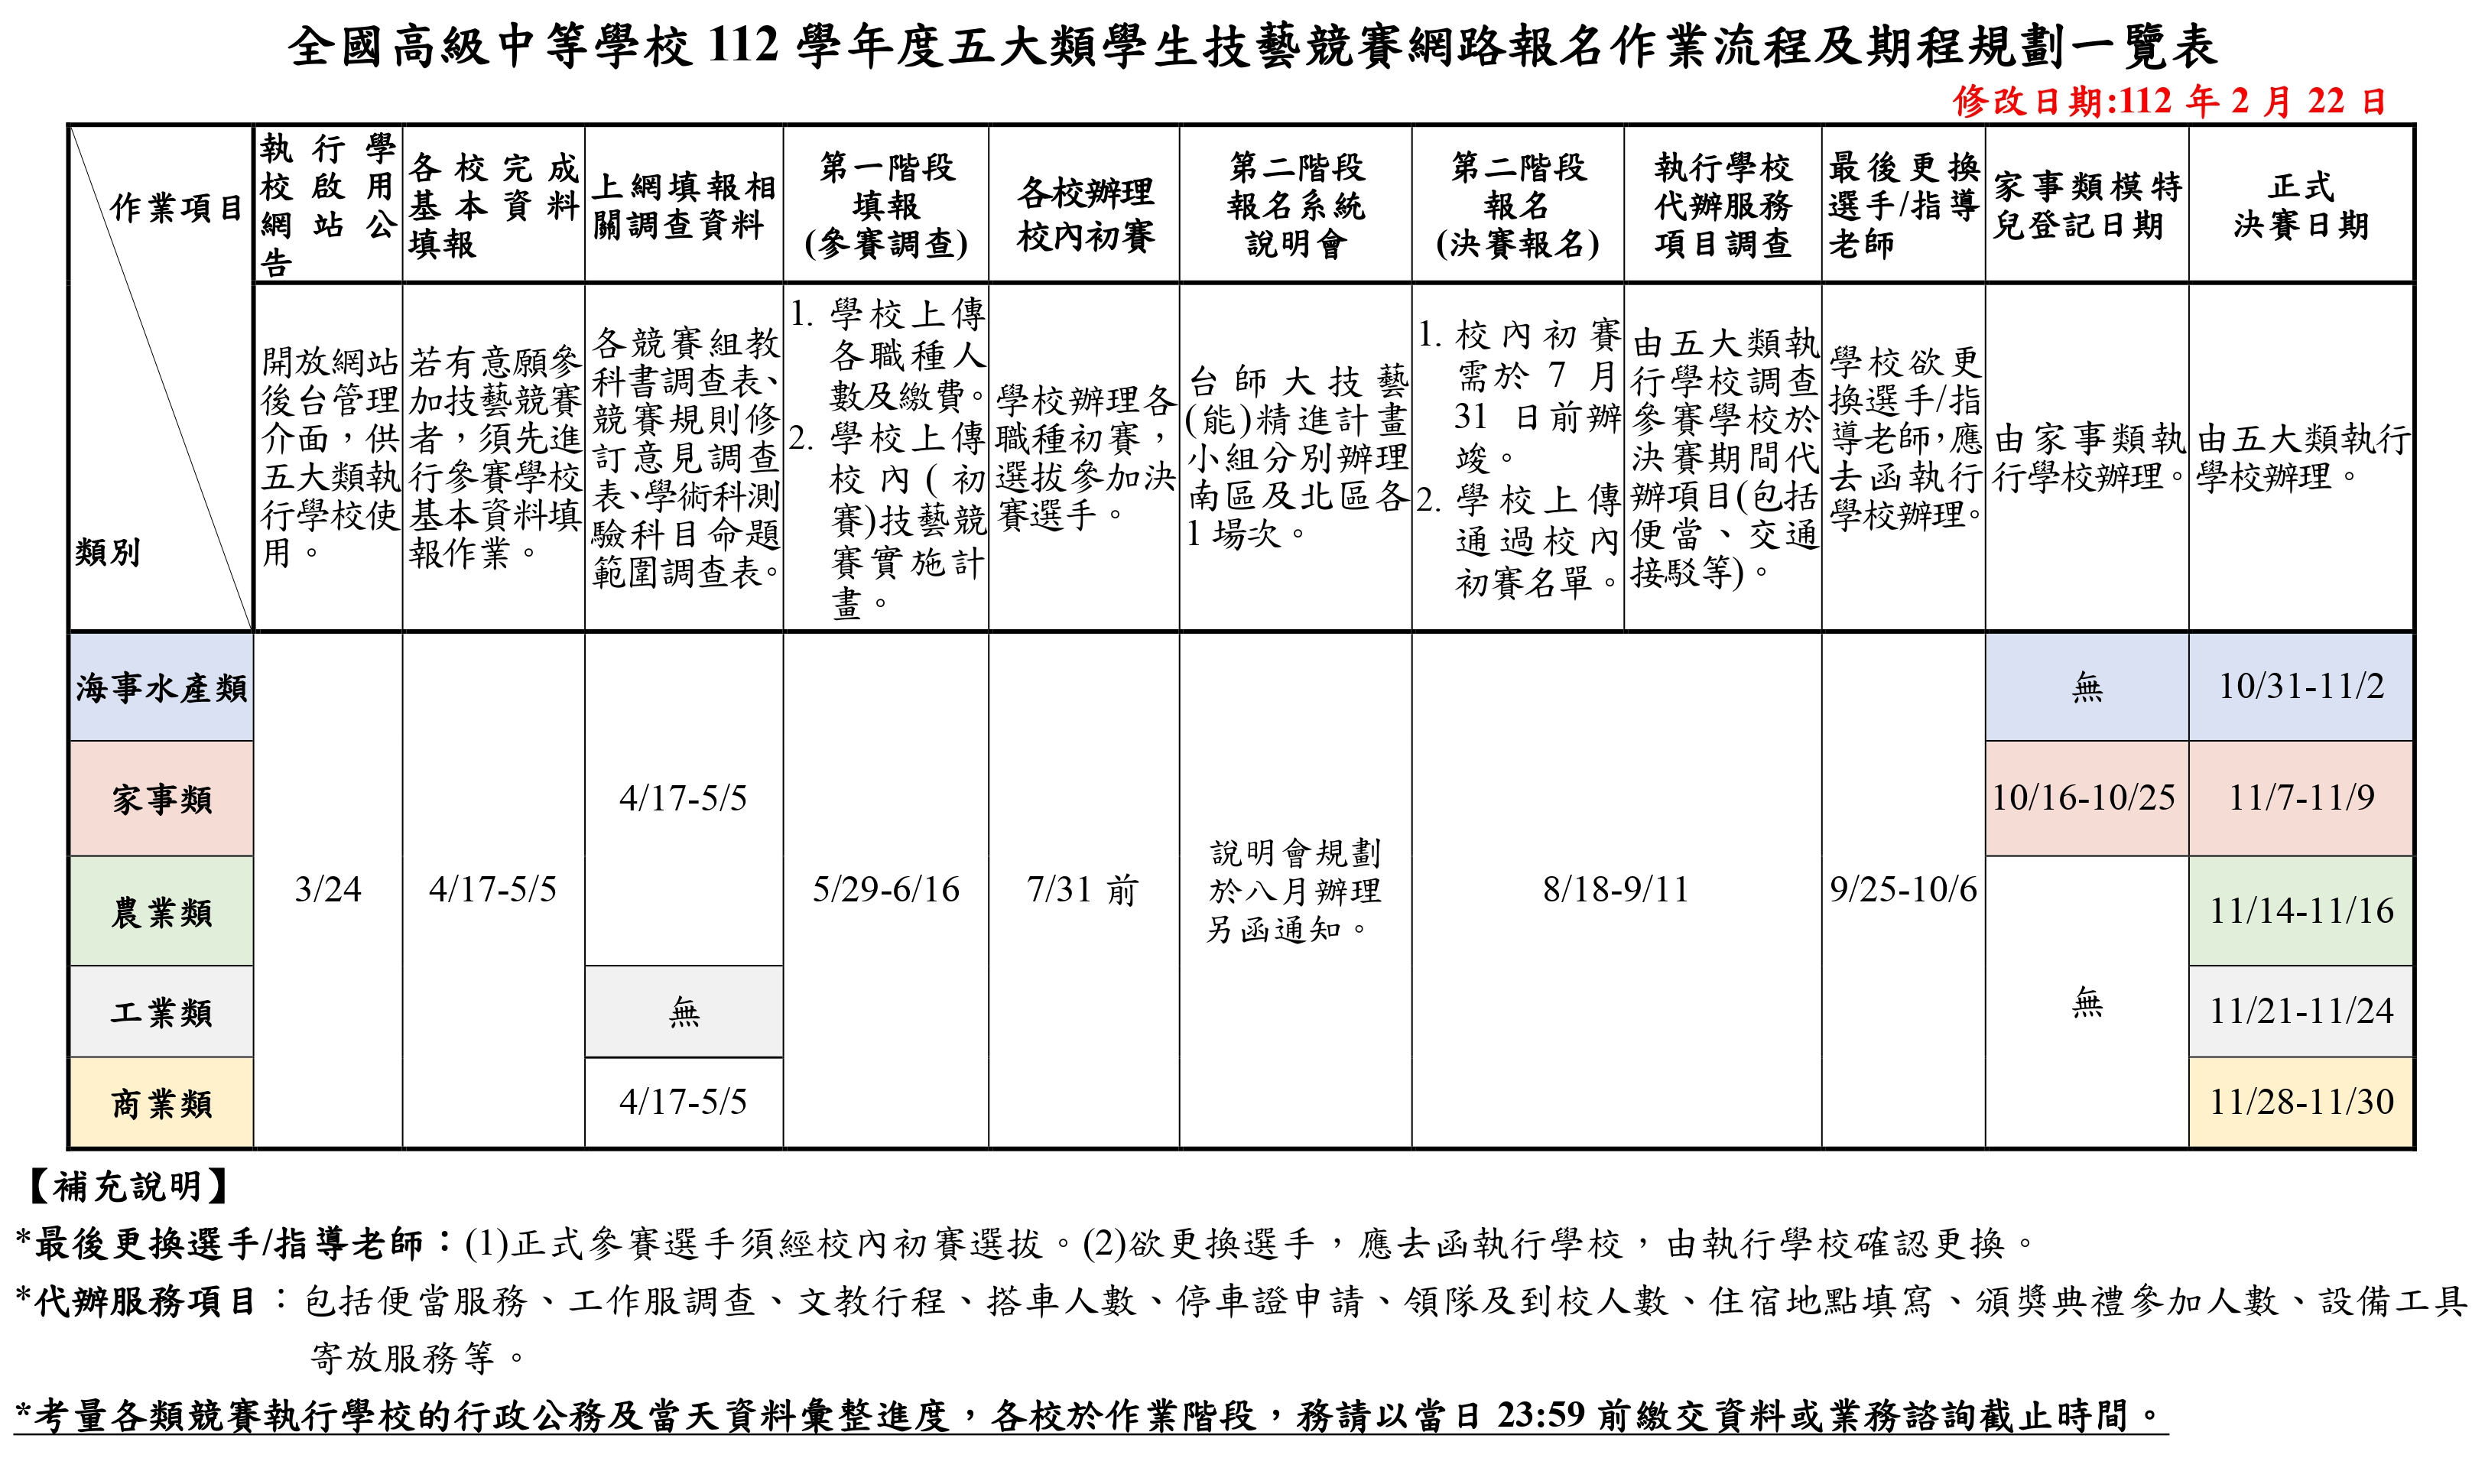 全國高級中等學校 112 學年度五大類學生技藝競賽網路報名作業流程及期程規劃一覽表
修改日期:112 年 2 月 22 日
作業項目
類別
執行學
校啟用
網站公
告
各校完成
基本資料
填報
上網填報相
關調查資料
第一階段
填報
(參賽調查)
各校辦理
校內初賽
第二階段
報名系統
說明會
第二階段
報名
(決賽報名)
執行學校
代辦服務
項目調查
最後更換
選手/指導
老師
家事類模特
兒登記日期
正式
決賽日期
開放網站
後台管理
介面，供
五大類執
行學校使
用。
若有意願參
加技藝競賽
者，須先進
行參賽學校
基本資料填
報作業。
各競賽組教
科書調查表、
競賽規則修
訂意見調查
表、學術科測
驗科目命題
範圍調查表。
1. 學校上傳
各職種人
數及繳費。
2. 學校上傳
校內(初
賽)技藝競
賽實施計
畫。
學校辦理各
職種初賽，
選拔參加決
賽選手。
台師大技藝
(能)精進計畫
小組分別辦理
南區及北區各
1 場次。
1. 校內初賽
需於 7 月
31 日前辦
竣。
2. 學校上傳
通過校內
初賽名單。
由五大類執
行學校調查
參賽學校於
決賽期間代
辦項目(包括
便當、交通
接駁等)。
學校欲更
換選手/指
導老師，應
去函執行
學校辦理。
由家事類執
行學校辦理。
由五大類執行
學校辦理。
海事水產類
家事類
農業類
工業類
商業類
3/24
4/17-5/5
4/17-5/5
無
4/17-5/5
5/29-6/16
7/31 前
說明會規劃
於八月辦理
另函通知。
8/18-9/11
9/25-10/6
無
10/16-10/25
無
10/31-11/2
11/7-11/9
11/14-11/16
11/21-11/24
11/28-11/30
【補充說明】
*最後更換選手/指導老師：(1)正式參賽選手須經校內初賽選拔。(2)欲更換選手，應去函執行學校，由執行學校確認更換。
*代辦服務項目：包括便當服務、工作服調查、文教行程、搭車人數、停車證申請、領隊及到校人數、住宿地點填寫、頒獎典禮參加人數、設備工具
寄放服務等。
*考量各類競賽執行學校的行政公務及當天資料彙整進度，各校於作業階段，務請以當日 23:59 前繳交資料或業務諮詢截止時間。